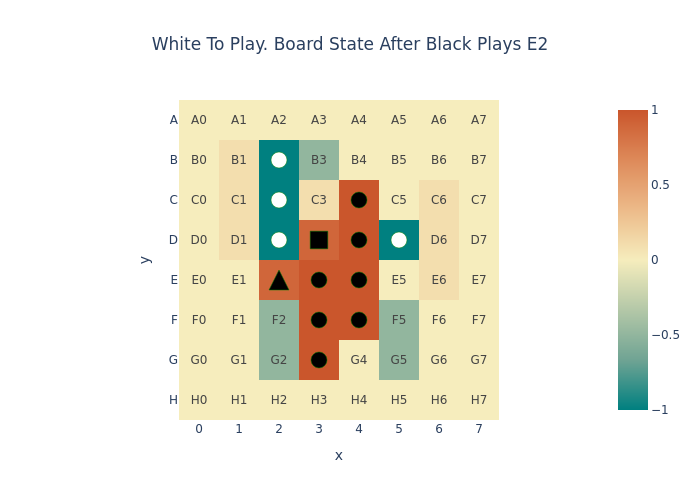 White To Play. Board State After Black Plays E2
A A0 A1 A2 A3 A4 A5 A6 A7
B B0 B1 B3 B4 B5 B6 B7
C C0 C1 C3 C5 C6 C7
D D0 D1 D6 D7
E E0 E1 E5 E6 E7
F F0 F1 F2 F5 F6 F7
G G0 G1 G2 G4 G5 G6 G7
H H0 H1 H2 H3 H4 H5 H6 H7
0 1 2 3 4 5 6 7
x
y
1
0.5
0
−0.5
−1